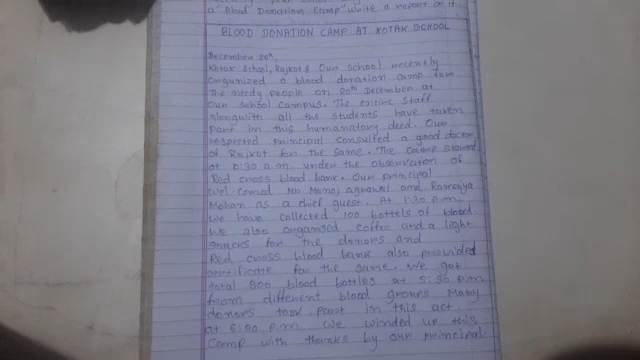 a "Blood Donation Camp" write a report on it
BLOOD DONATION CAMP AT KOTAK SCHOOL
December 20th,
Kotak School, Rajkot: Our school recently
organized a blood donation camp for
The needy people on 20th December at
Our school campus. The entire staff
alongwith all the students have taken
part in this humanatory deed. Our
respected principal consulted a good doctor
of Rajkot for the same. The camp started
at 8:30 a.m. under the observation of
Red cross blood bank. Our principal
wel-comed Mr Manoj agrawal and Ramaiya
Mohan as a chief guest. At 1:30 p.m.
We have collected 100 bottels of blood.
We also organised coffee and a light
snacks for the donors and
Red cross blood bank also provided
certificate for the same. We got
total 800 blood bottles at 5:30 p.m
from different blood groups. Many
donors took part in this act.
at 6:00 p.m. We winded up this
camp with thanks by our principal.